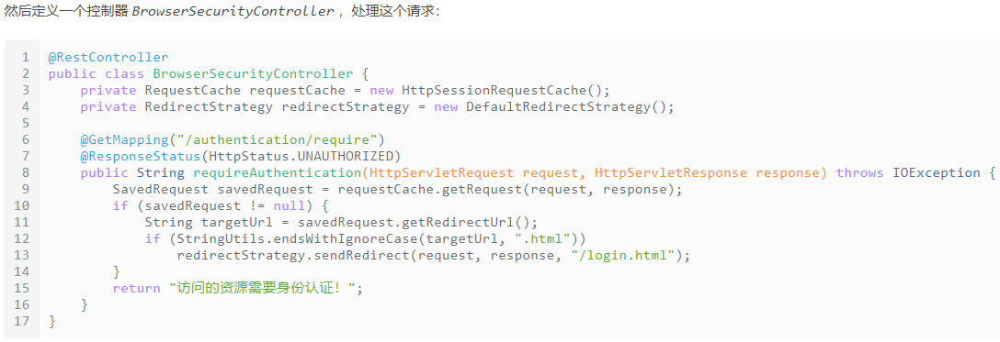 然后定义一个控制器 BrowserSecurityController ，处理这个请求：
1 @RestController
2 public class BrowserSecurityController {
3     private RequestCache requestCache = new HttpSessionRequestCache();
4     private RedirectStrategy redirectStrategy = new DefaultRedirectStrategy();
5
6     @GetMapping("/authentication/require")
7     @ResponseStatus(HttpStatus.UNAUTHORIZED)
8     public String requireAuthentication(HttpServletRequest request, HttpServletResponse response) throws IOException {
9         SavedRequest savedRequest = requestCache.getRequest(request, response);
10         if (savedRequest != null) {
11             String targetUrl = savedRequest.getRedirectUrl();
12             if (StringUtils.endsWithIgnoreCase(targetUrl, ".html"))
13                 redirectStrategy.sendRedirect(request, response, "/login.html");
14         }
15         return "访问的资源需要身份认证！";
16     }
17 }